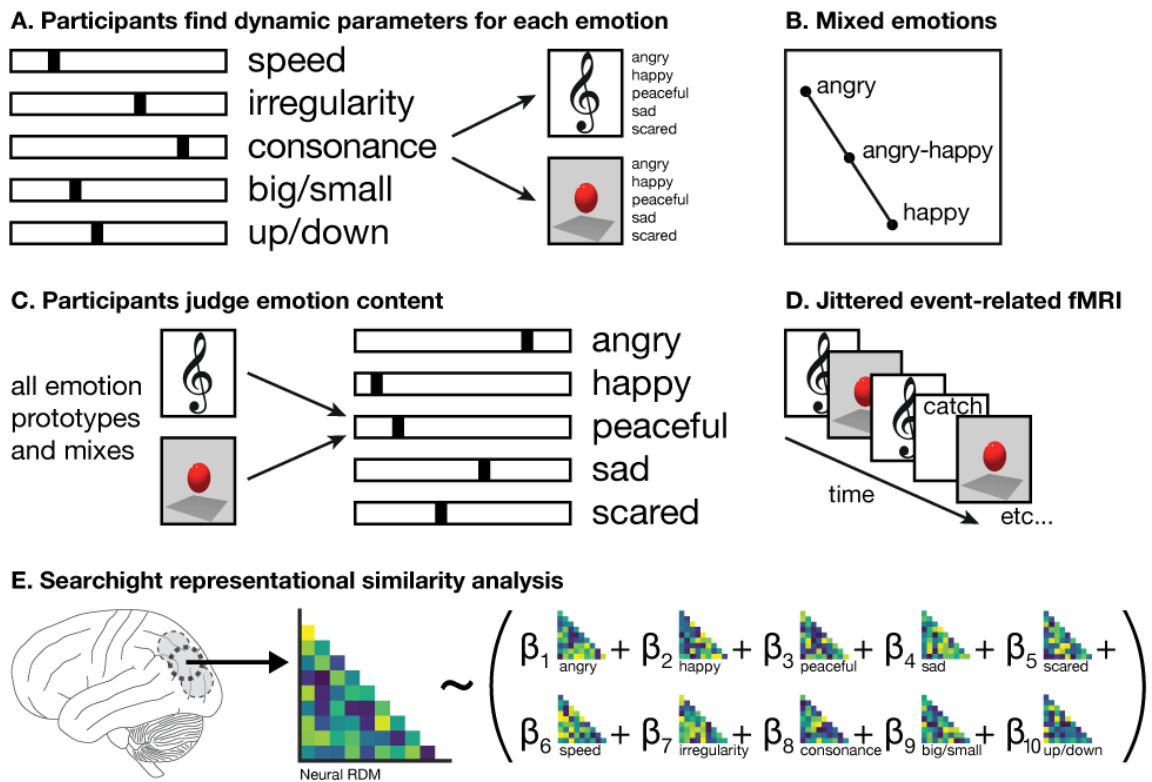 A. Participants find dynamic parameters for each emotion
speed
irregularity
consonance
big/small
up/down
angry
happy
peaceful
sad
scared
angry
happy
peaceful
sad
scared
B. Mixed emotions
angry
angry-happy
happy
C. Participants judge emotion content
all emotion
prototypes
and mixes
angry
happy
peaceful
sad
scared
D. Jittered event-related fMRI
catch
time
etc...
E. Searchight representational similarity analysis
Neural RDM
~
( β1 + β2 + β3 + β4 + β5 +
angry happy peaceful sad scared
β6 + β7 + β8 + β9 + β10 )
speed irregularity consonance big/small up/down